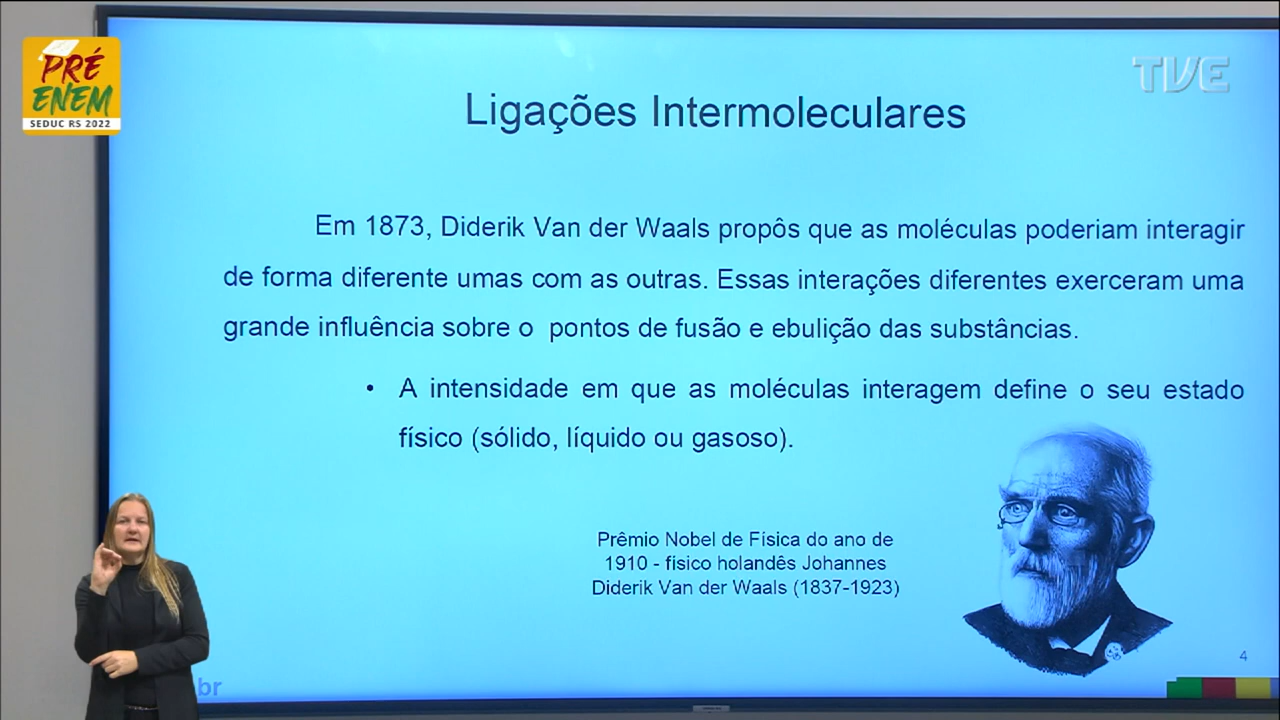 PRÉ
ENEM
SEDUC RS 2022
TVE
Ligações Intermoleculares
Em 1873, Diderik Van der Waals propôs que as moléculas poderiam interagir
de forma diferente umas com as outras. Essas interações diferentes exerceram uma
grande influência sobre o pontos de fusão e ebulição das substâncias.
• A intensidade em que as moléculas interagem define o seu estado
físico (sólido, líquido ou gasoso).
Prêmio Nobel de Física do ano de
1910 - físico holandês Johannes
Diderik Van der Waals (1837-1923)
4
br